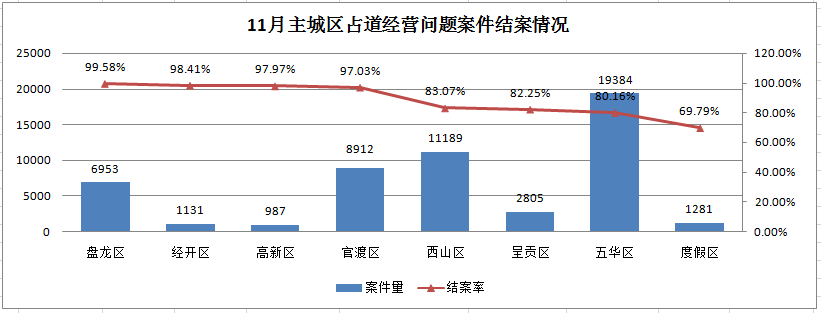 11月主城区占道经营问题案件结案情况
25000
20000
15000
10000
5000
0
120.00%
100.00%
80.00%
60.00%
40.00%
20.00%
0.00%
99.58%
98.41%
97.97%
97.03%
83.07%
82.25%
80.16%
69.79%
6953
1131
987
8912
11189
2805
19384
1281
盘龙区
经开区
高新区
官渡区
西山区
呈贡区
五华区
度假区
案件量
结案率